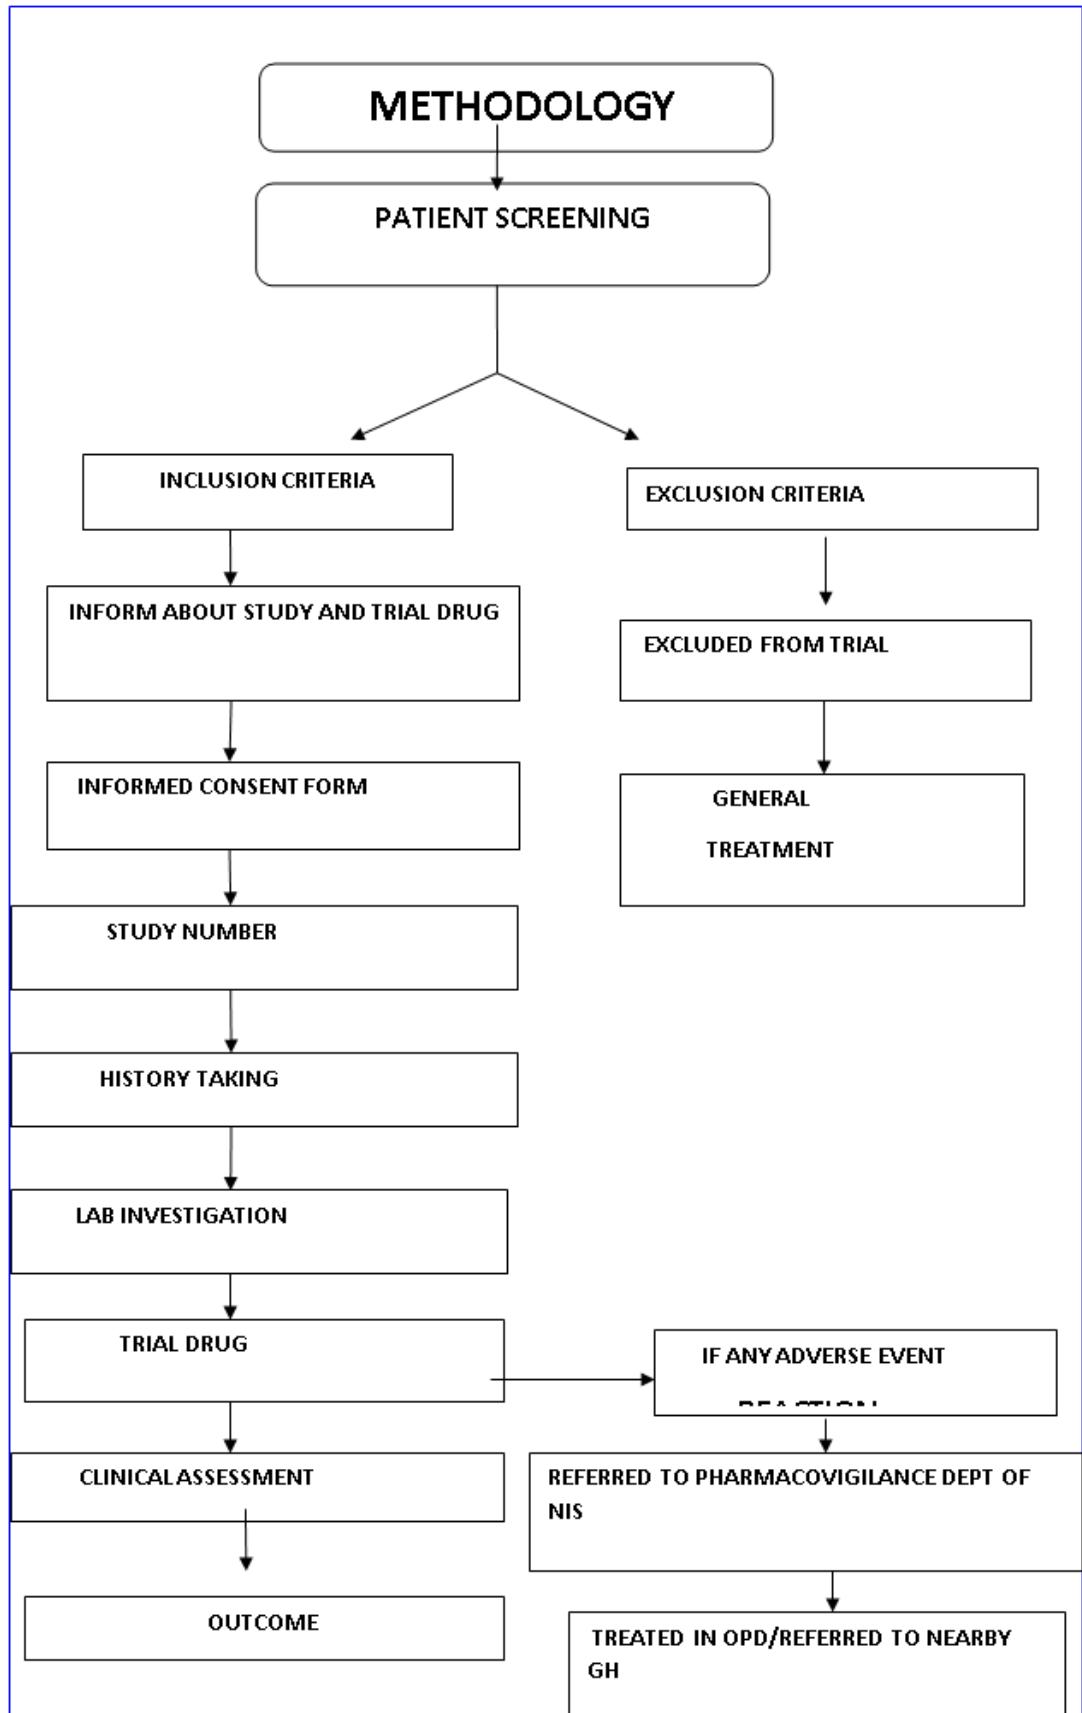 METHODOLOGY
PATIENT SCREENING
INCLUSION CRITERIA
EXCLUSION CRITERIA
INFORM ABOUT STUDY AND TRIAL DRUG
EXCLUDED FROM TRIAL
INFORMED CONSENT FORM
GENERAL
TREATMENT
STUDY NUMBER
HISTORY TAKING
LAB INVESTIGATION
TRIAL DRUG
IF ANY ADVERSE EVENT
REACTION
CLINICAL ASSESSMENT
REFERRED TO PHARMACOVIGILANCE DEPT OF
NIS
OUTCOME
TREATED IN OPD/REFERRED TO NEARBY
GH